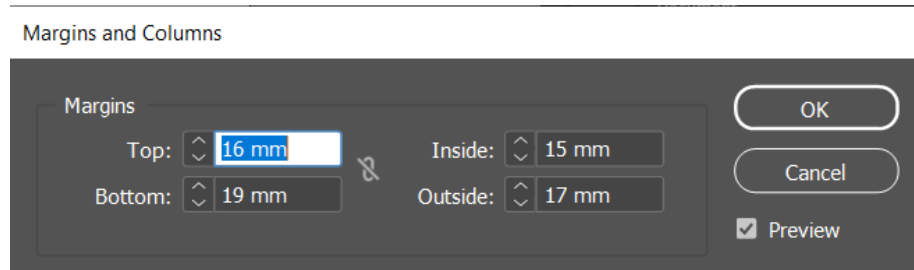 Margins and Columns
Margins
Top: 16 mm
Inside: 15 mm
Bottom: 19 mm
Outside: 17 mm
OK
Cancel
Preview